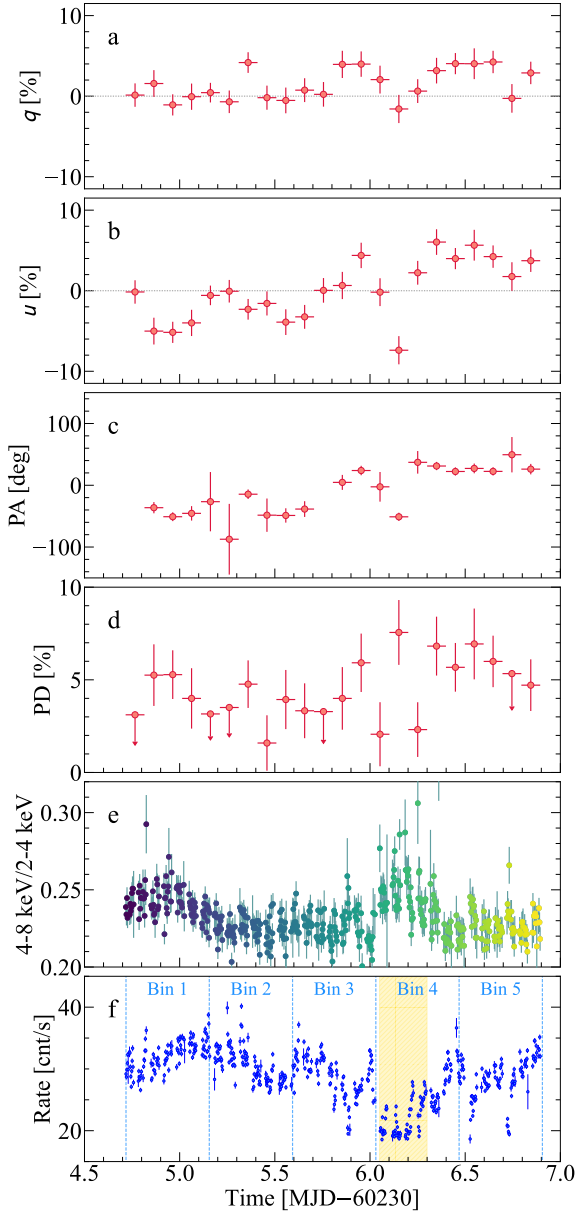 10
a
0
q [%]
−10
10
b
0
u [%]
−10
100
c
0
PA [deg]
−100
10
d
5
PD [%]
0
0.30
e
0.25
4-8 keV/2-4 keV
0.20
Bin 1 Bin 2 Bin 3 Bin 4 Bin 5
40
f
Rate [cnt/s]
20
4.5 5.0 5.5 6.0 6.5 7.0
Time [MJD−60230]